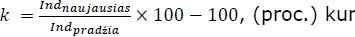 k = Ind_naujausias / Ind_pradžia × 100 − 100, (proc.) kur